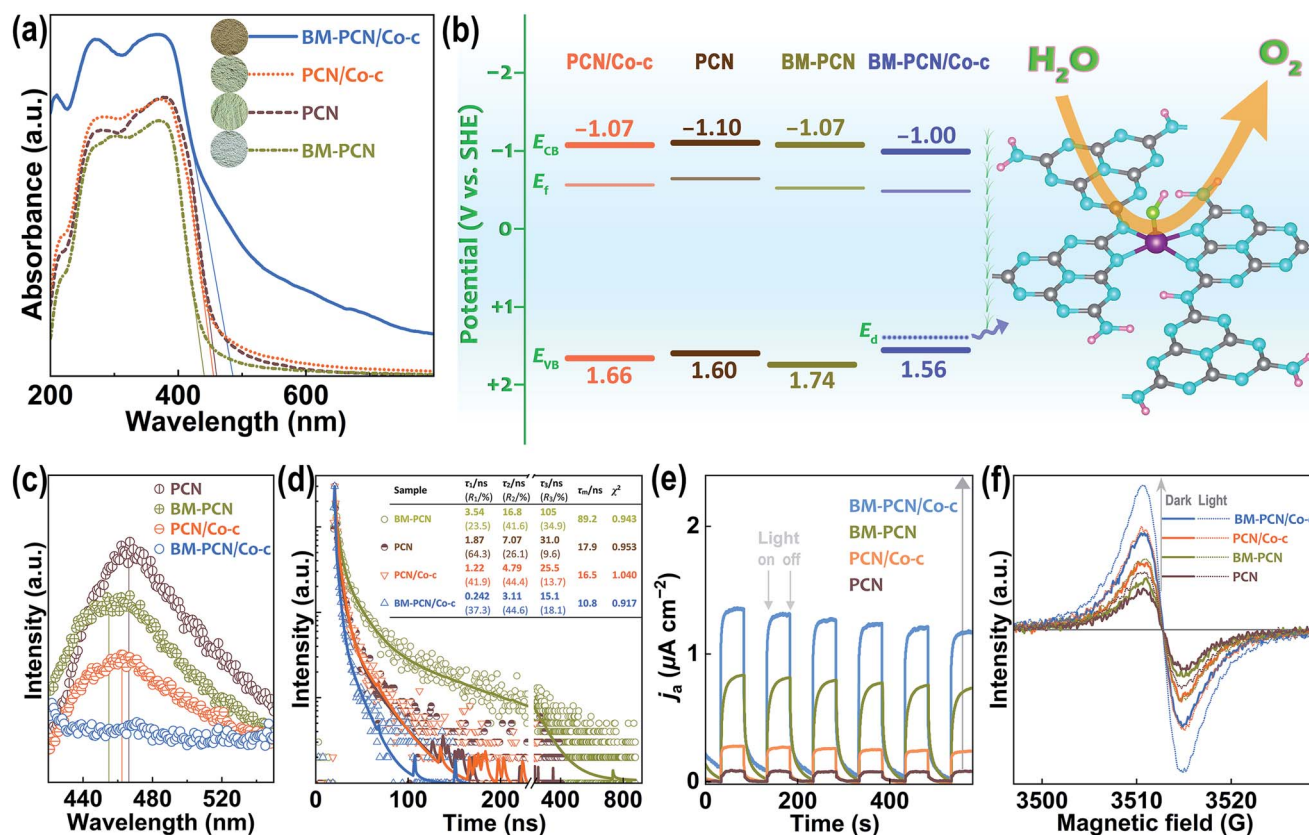 (a)
BM-PCN/Co-c
PCN/Co-c
PCN
BM-PCN
Absorbance (a.u.)
200 400 600
Wavelength (nm)
(b)
PCN/Co-c PCN BM-PCN BM-PCN/Co-c
H2O O2
Potential (V vs. SHE)
−2
−1
0
+1
+2
ECB
Ef
EVB
−1.07 −1.10 −1.07 −1.00
Ed
1.66 1.60 1.74 1.56
(c)
PCN
BM-PCN
PCN/Co-c
BM-PCN/Co-c
Intensity (a.u.)
440 480 520
Wavelength (nm)
(d)
Sample τ1/ns (R1/%) τ2/ns (R2/%) τ3/ns (R3/%) τm/ns χ2
BM-PCN 3.54 (23.5) 16.8 (41.6) 105 (34.9) 89.2 0.943
PCN 1.87 (64.3) 7.07 (26.1) 31.0 (9.6) 17.9 0.953
PCN/Co-c 1.22 (41.9) 4.79 (44.4) 25.5 (13.7) 16.5 1.040
BM-PCN/Co-c 0.242 (37.3) 3.11 (44.6) 15.1 (18.1) 10.8 0.917
0 100 200 400 800
Time (ns)
(e)
BM-PCN/Co-c
BM-PCN
PCN/Co-c
PCN
Light
on off
ja (μA cm−2)
2
1
0
0 200 400
Time (s)
(f)
Dark Light
BM-PCN/Co-c
PCN/Co-c
BM-PCN
PCN
Intensity (a.u.)
3500 3510 3520
Magnetic field (G)